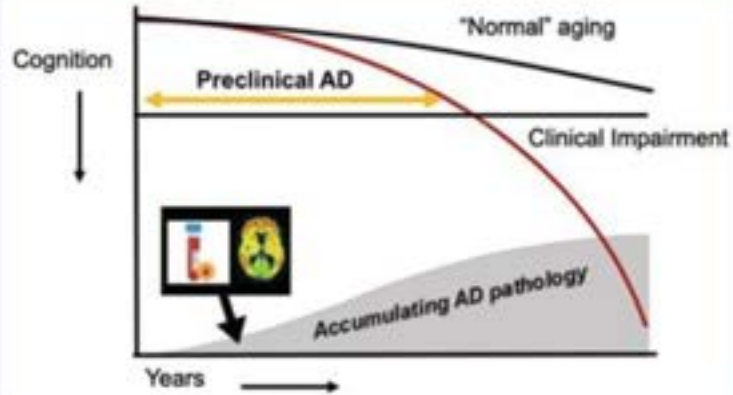 "Normal" aging
Cognition
Preclinical AD
Clinical Impairment
Accumulating AD pathology
Years